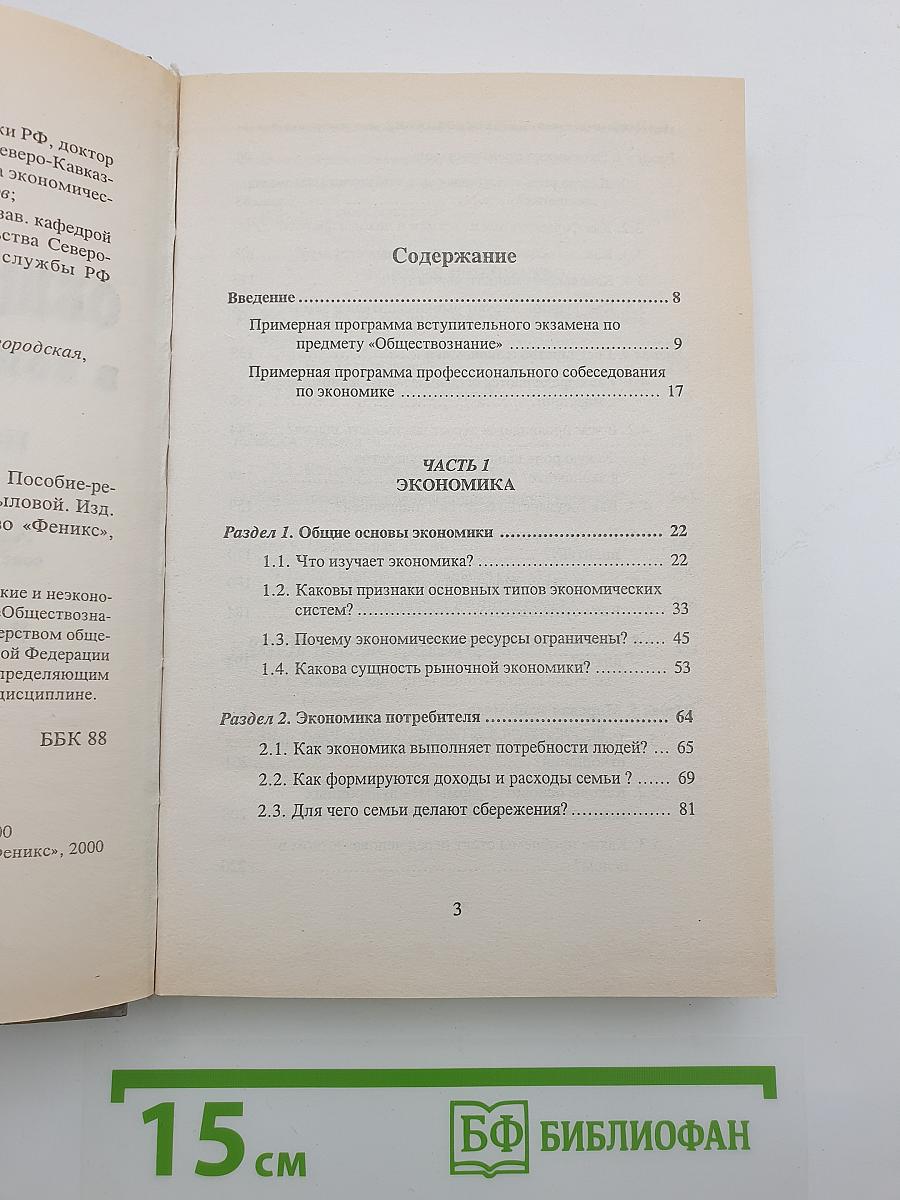 ки РФ, доктор
еверо-Кавказ-
а экономичес-
ов;
зав. кафедрой
ьства Северо-
службы РФ
ородская,
Пособие-ре-
ыловой. Изд.
во «Феникс»,
кие и неэконо-
«Обществозна-
ерством обще-
ой Федерации
пределяющим
дисциплине.
ББК 88
00
Феникс», 2000
Содержание
Введение ........ 8
Примерная программа вступительного экзамена по
предмету «Обществознание» ........ 9
Примерная программа профессионального собеседования
по экономике ........ 17
ЧАСТЬ 1
ЭКОНОМИКА
Раздел 1. Общие основы экономики ........ 22
1.1. Что изучает экономика? ........ 22
1.2. Каковы признаки основных типов экономических
систем? ........ 33
1.3. Почему экономические ресурсы ограничены? ...... 45
1.4. Какова сущность рыночной экономики? ........ 53
Раздел 2. Экономика потребителя ........ 64
2.1. Как экономика выполняет потребности людей? ... 65
2.2. Как формируются доходы и расходы семьи ? ...... 69
2.3. Для чего семьи делают сбережения? ........ 81
3
15 см
БФ БИБЛИОФАН